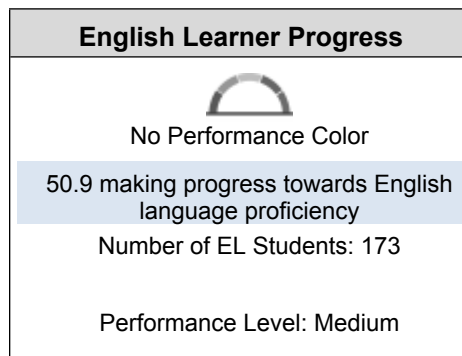 English Learner Progress
No Performance Color
50.9 making progress towards English
language proficiency
Number of EL Students: 173
Performance Level: Medium